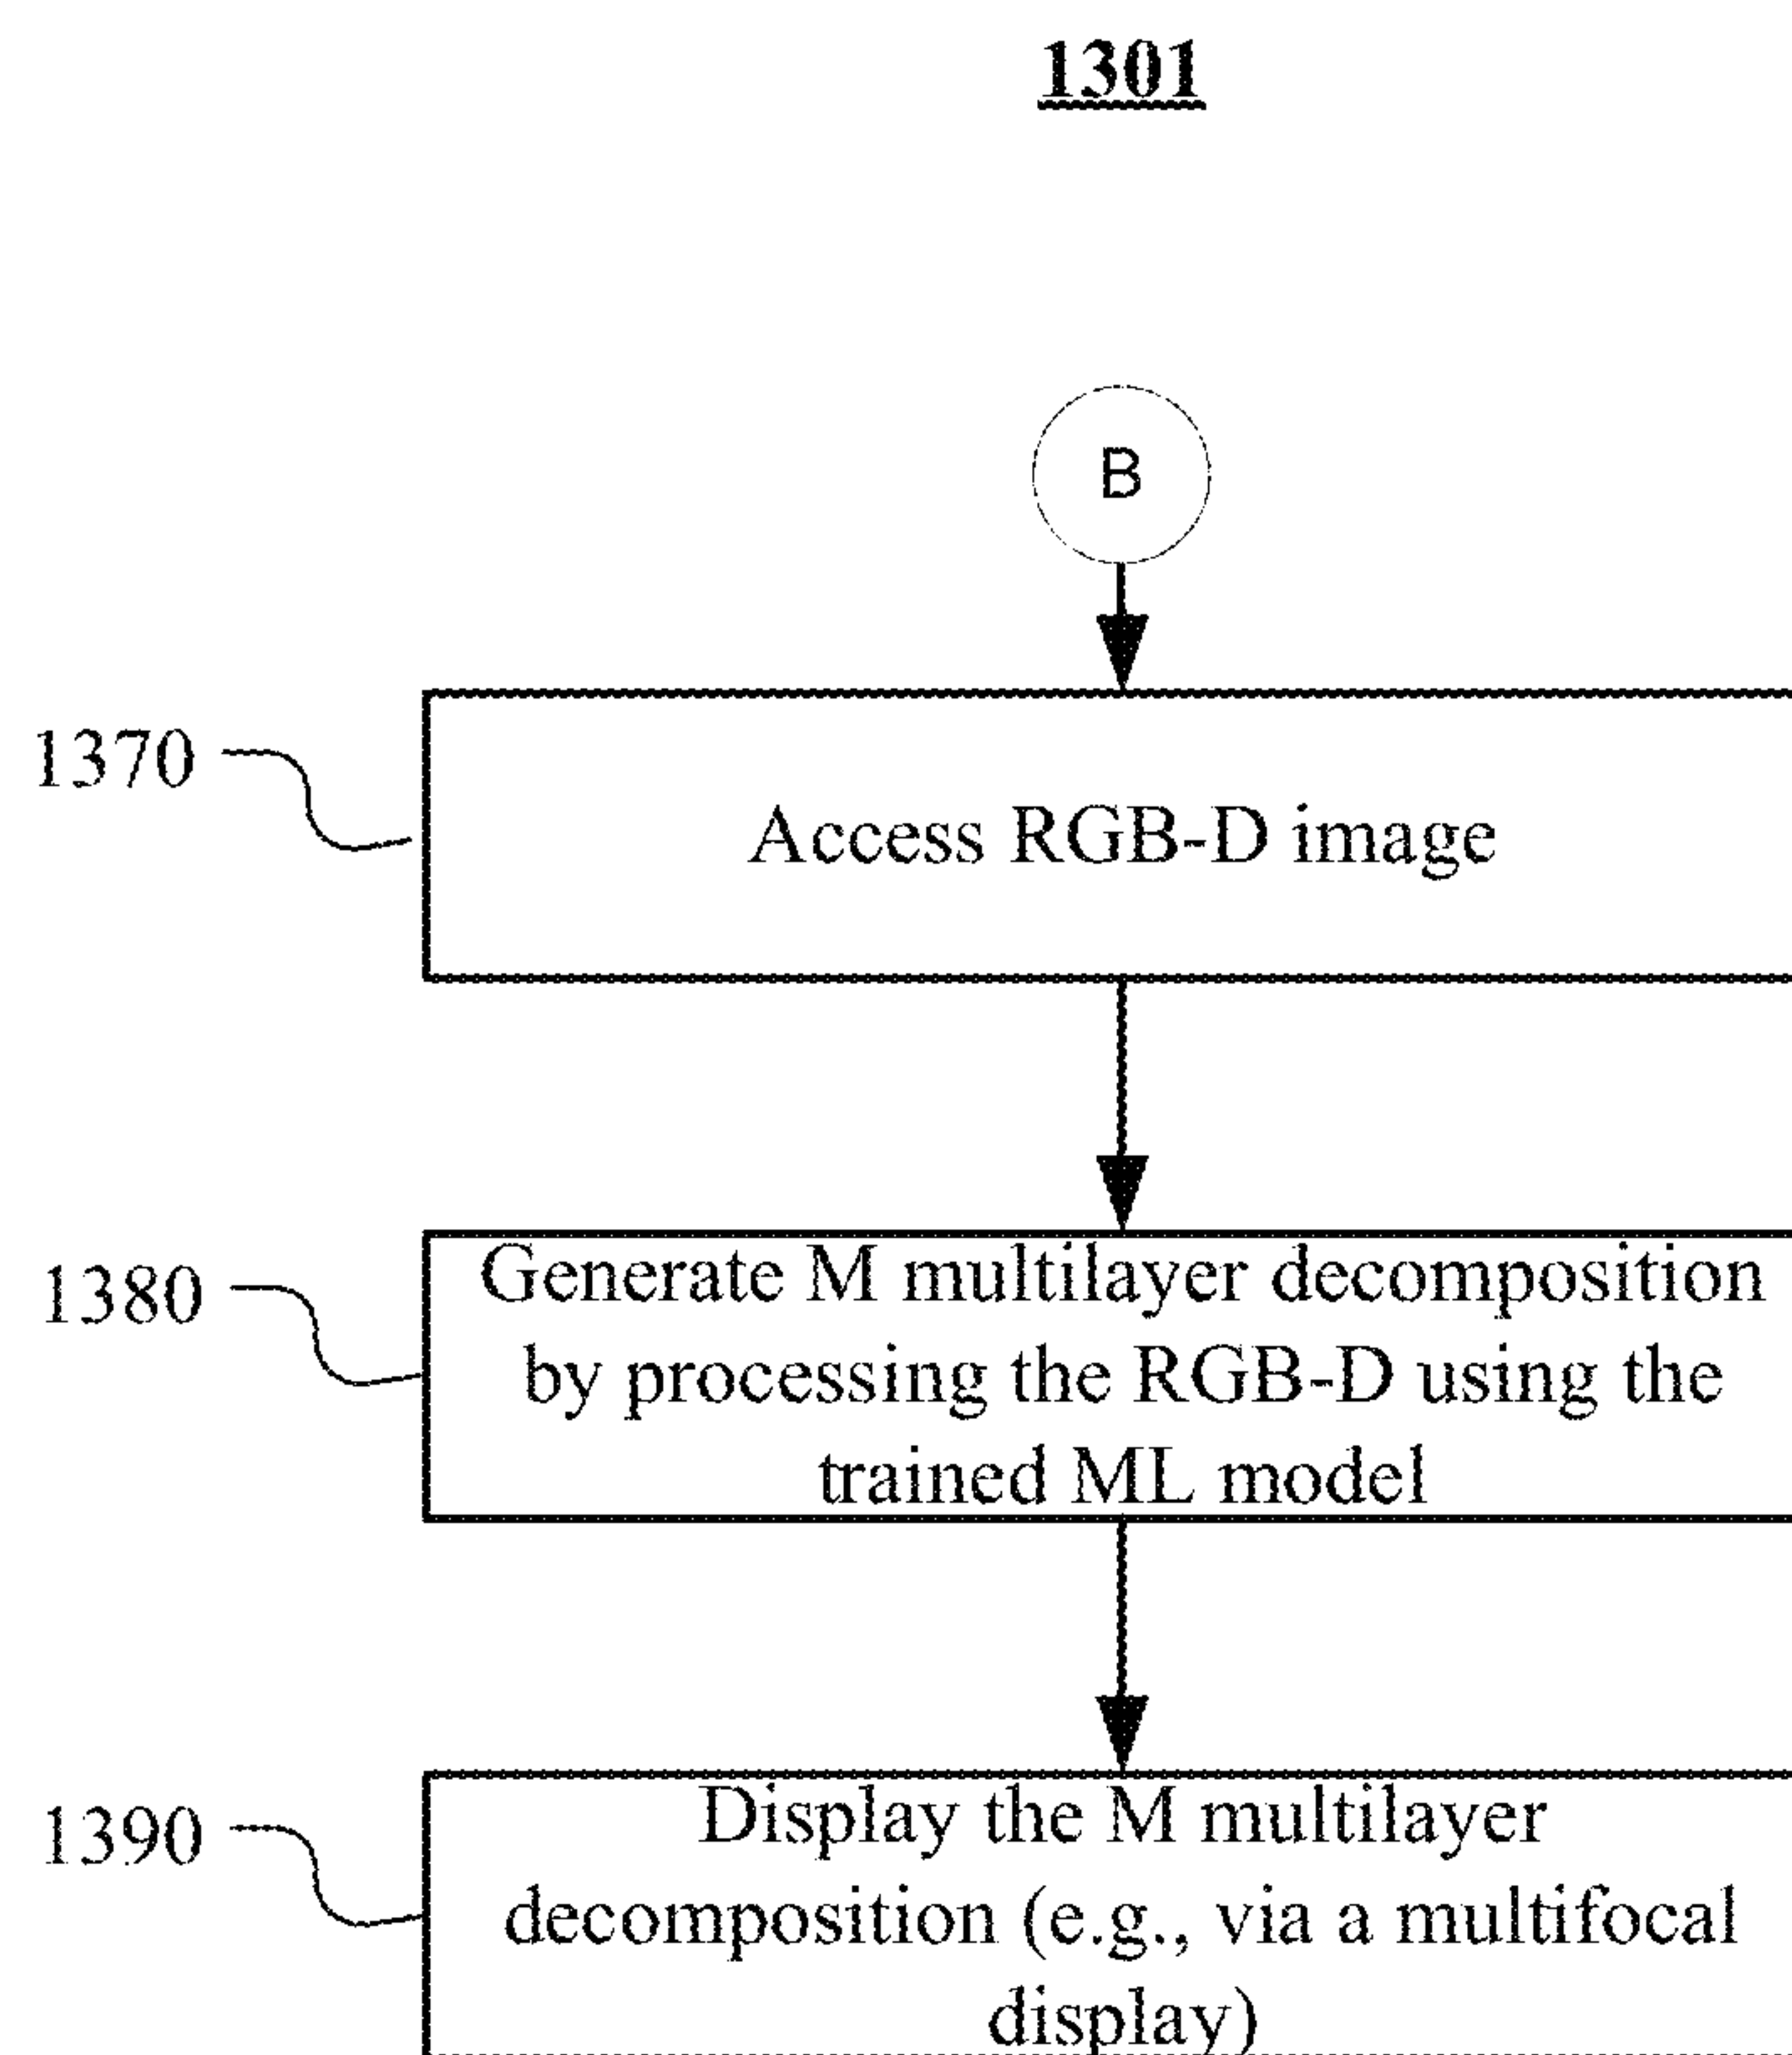 1301
B
1370
Access RGB-D image
1380
Generate M multilayer decomposition
by processing the RGB-D using the
trained ML model
1390
Display the M multilayer
decomposition (e.g., via a multifocal
display)